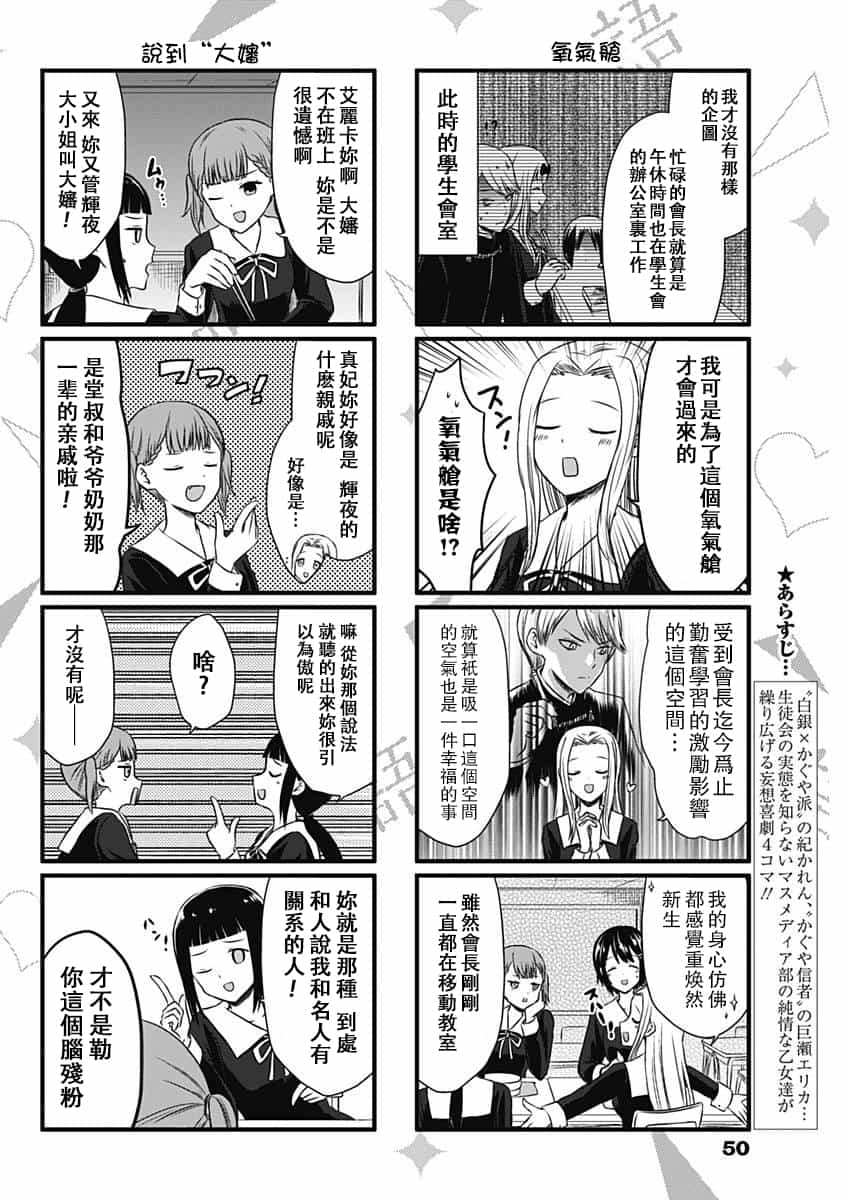 氧氣艙
我才沒有那樣
的企圖
忙碌的會長就算是
午休時間也在學生會
的辦公室裏工作
!?
此時的學生會室
我可是為了這個氧氣艙
才會過來的
スンッ
氧氣艙是啥!?
受到會長迄今爲止
勤奮學習的激勵影響
的這個空間…
就算衹是吸一口這個空間
的空氣也是一件幸福的事
我的身心仿佛
都感覺重煥然
新生
雖然會長剛剛
一直都在移動教室
說到“大嬸”
艾麗卡妳啊 大嬸
不在班上 妳是不是
很遺憾啊
ムッ
又來 妳又管輝夜
大小姐叫大嬸！
真妃妳好像是 輝夜的
什麽親戚呢
好像是…
フフン!
是堂叔和爷爷奶奶那
一輩的亲戚啦！
嘛 從妳那個說法
就聽的出來妳很引
以為傲呢
啥？
才沒有呢——
妳就是那種 到處
和人說我和名人有
關系的人！
才不是勒
你這個腦殘粉
★あらすじ…
〝白銀×かぐや派〟の紀かれん、〝かぐや信者〟の巨瀬エリカ…
生徒会の実態を知らないマスメディア部の純情な乙女達が
繰り広げる妄想喜劇４コマ!!
50
語
語